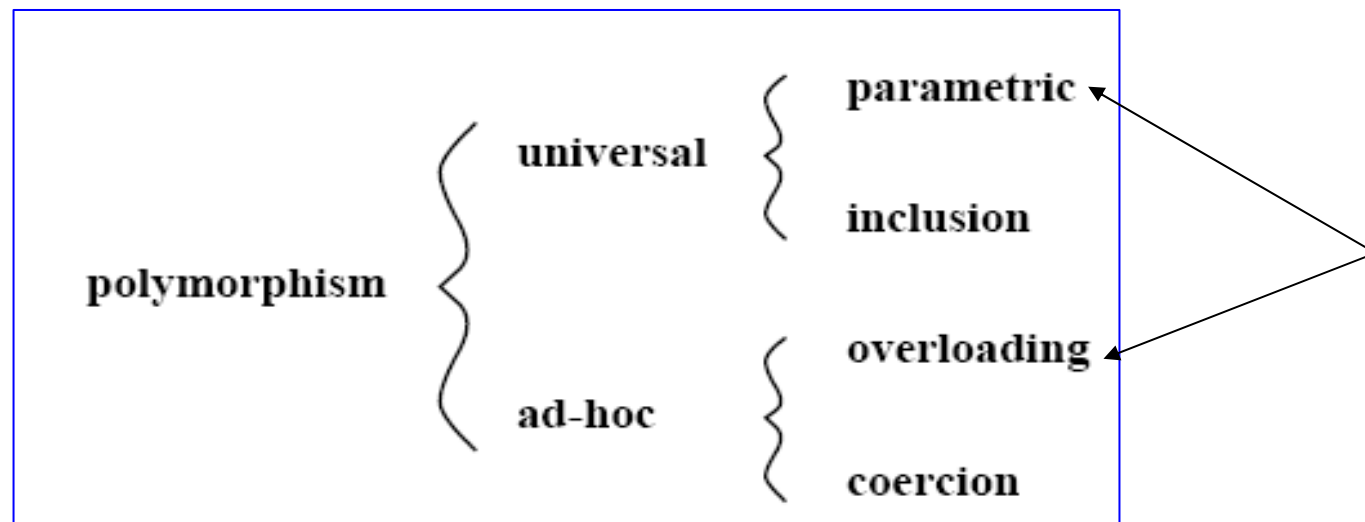 parametric
universal
inclusion
polymorphism
overloading
ad-hoc
coercion